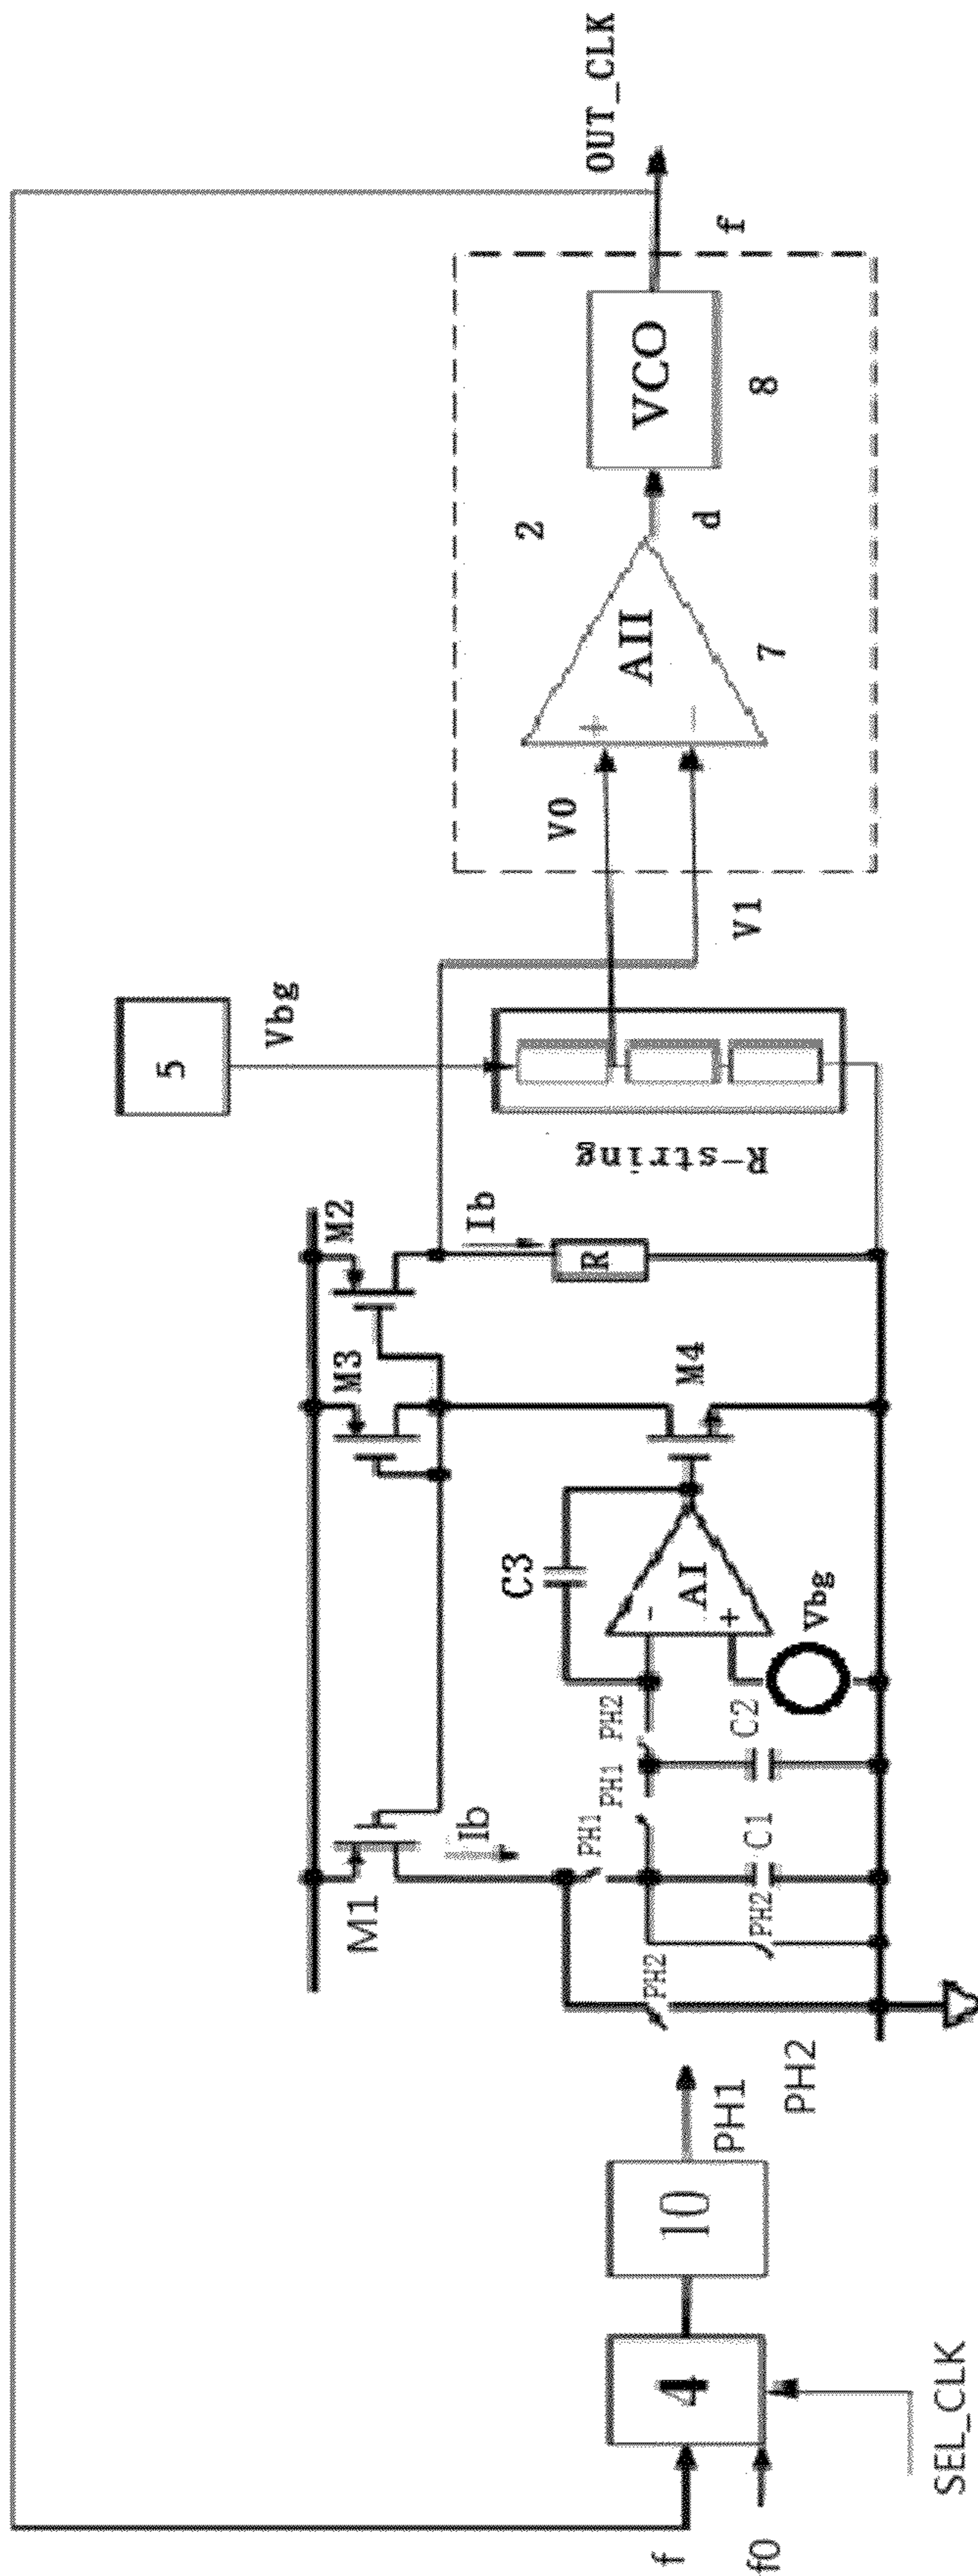 f
f0
SEL_CLK
4
10
PH1
PH2
M1
Ib
PH2
PH2
PH1
C1
PH1
PH2
C2
C3
AI
-
+
Vbg
M3
M4
M2
Ib
R
R-string
5
Vbg
V0
V1
+
-
AII
7
2
d
VCO
8
f
OUT_CLK